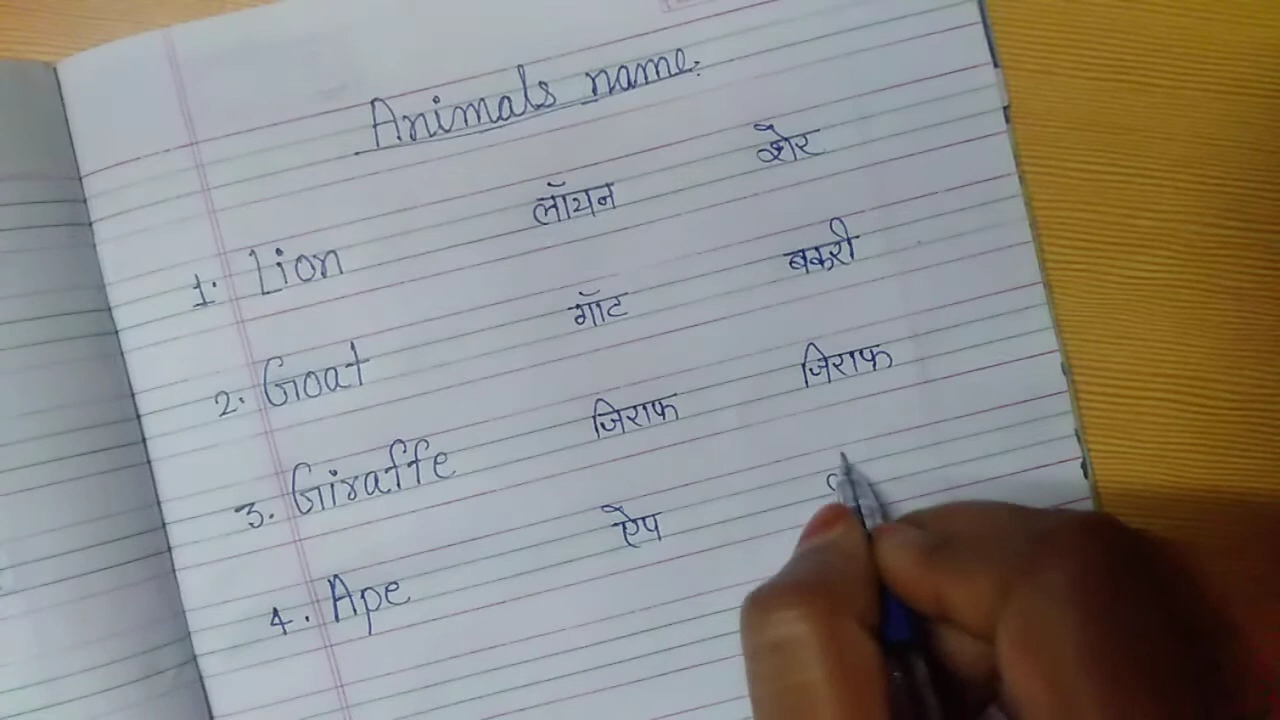 Animals name.
1. Lion लॉयन शेर
2. Goat गॉट बकरी
3. Giraffe जिराफ जिराफ
4. Ape ऐप